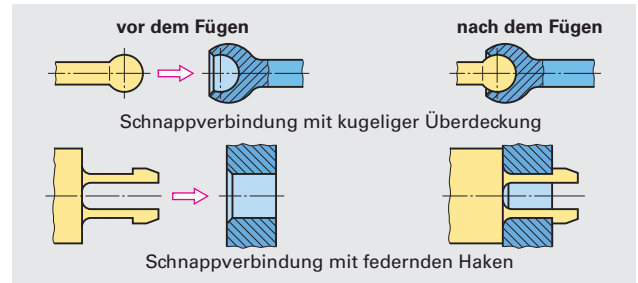 vor dem Fügen
nach dem Fügen
Schnappverbindung mit kugeliger Überdeckung
Schnappverbindung mit federnden Haken